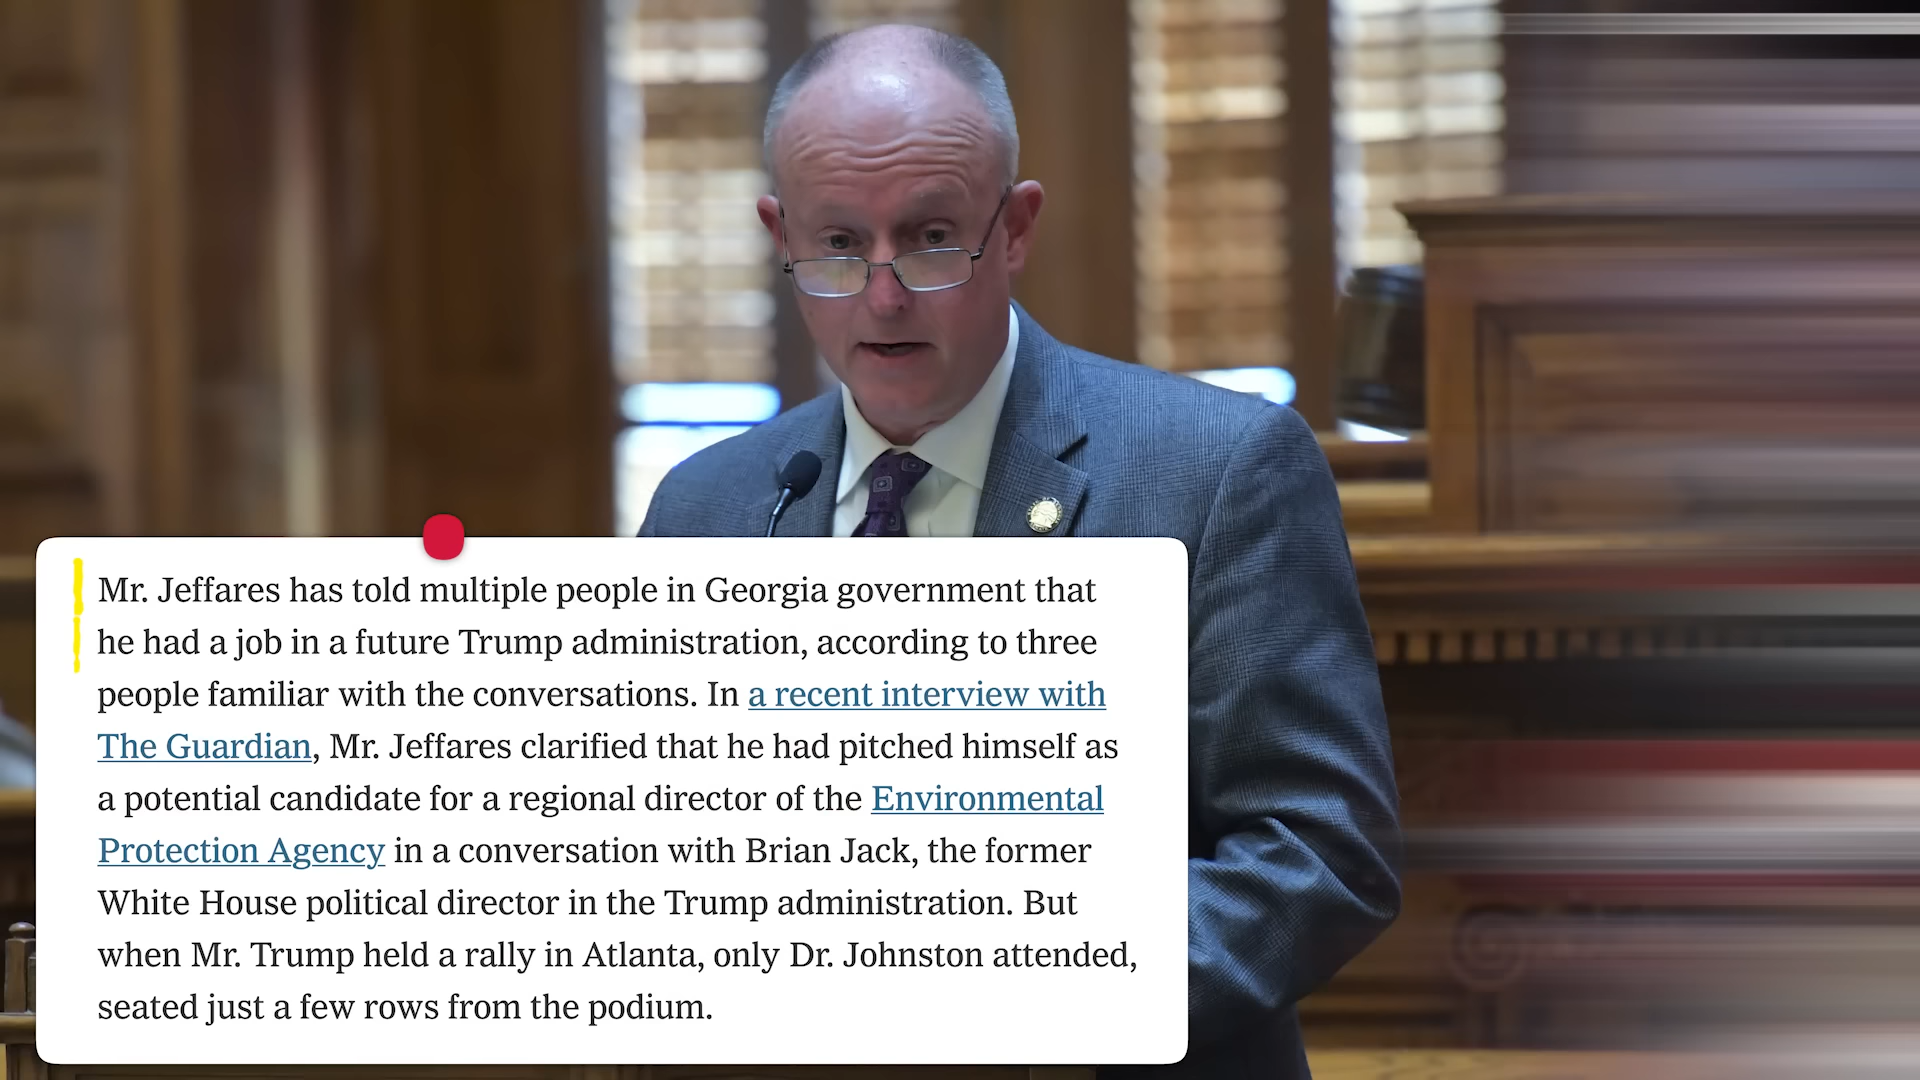 Mr. Jeffares has told multiple people in Georgia government that
he had a job in a future Trump administration, according to three
people familiar with the conversations. In a recent interview with
The Guardian, Mr. Jeffares clarified that he had pitched himself as
a potential candidate for a regional director of the Environmental
Protection Agency in a conversation with Brian Jack, the former
White House political director in the Trump administration. But
when Mr. Trump held a rally in Atlanta, only Dr. Johnston attended,
seated just a few rows from the podium.